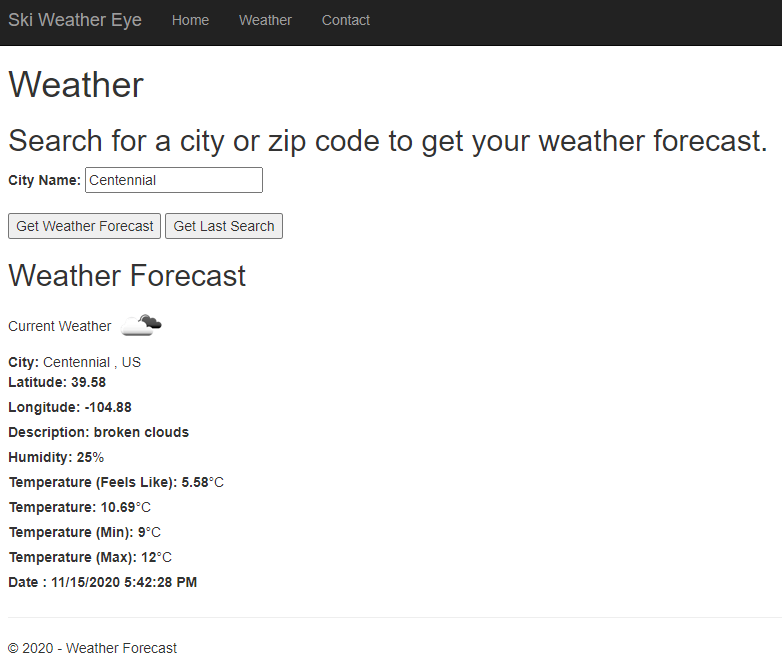 Ski Weather Eye Home Weather Contact
Weather
Search for a city or zip code to get your weather forecast.
City Name: Centennial
Get Weather Forecast Get Last Search
Weather Forecast
Current Weather
City: Centennial , US
Latitude: 39.58
Longitude: -104.88
Description: broken clouds
Humidity: 25%
Temperature (Feels Like): 5.58°C
Temperature: 10.69°C
Temperature (Min): 9°C
Temperature (Max): 12°C
Date : 11/15/2020 5:42:28 PM
© 2020 - Weather Forecast